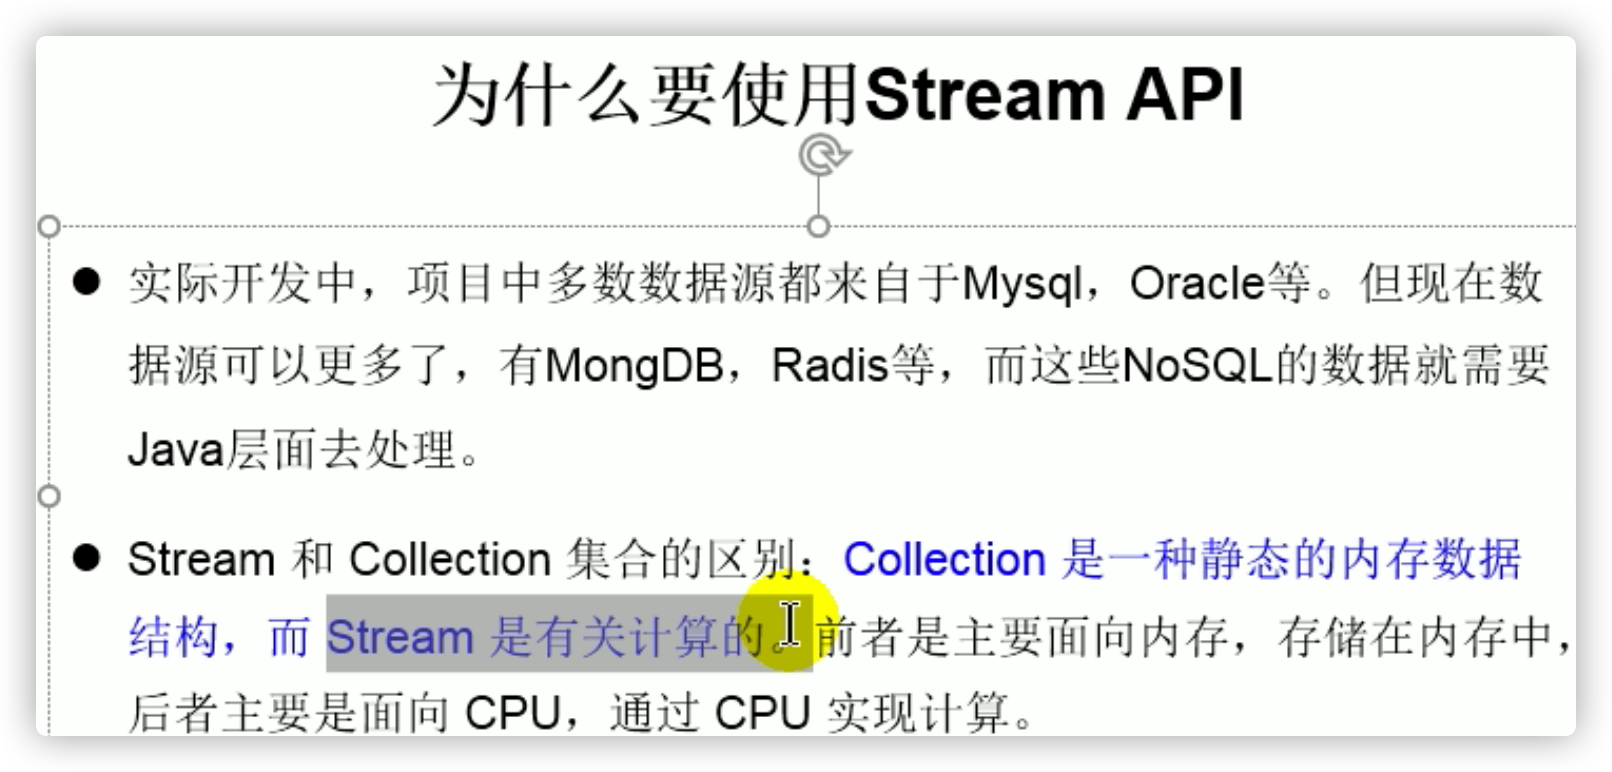 为什么要使用Stream API
● 实际开发中，项目中多数数据源都来自于Mysql，Oracle等。但现在数
据源可以更多了，有MongDB，Radis等，而这些NoSQL的数据就需要
Java层面去处理。
● Stream 和 Collection 集合的区别：Collection 是一种静态的内存数据
结构，而 Stream 是有关计算的。前者是主要面向内存，存储在内存中，
后者主要是面向 CPU，通过 CPU 实现计算。